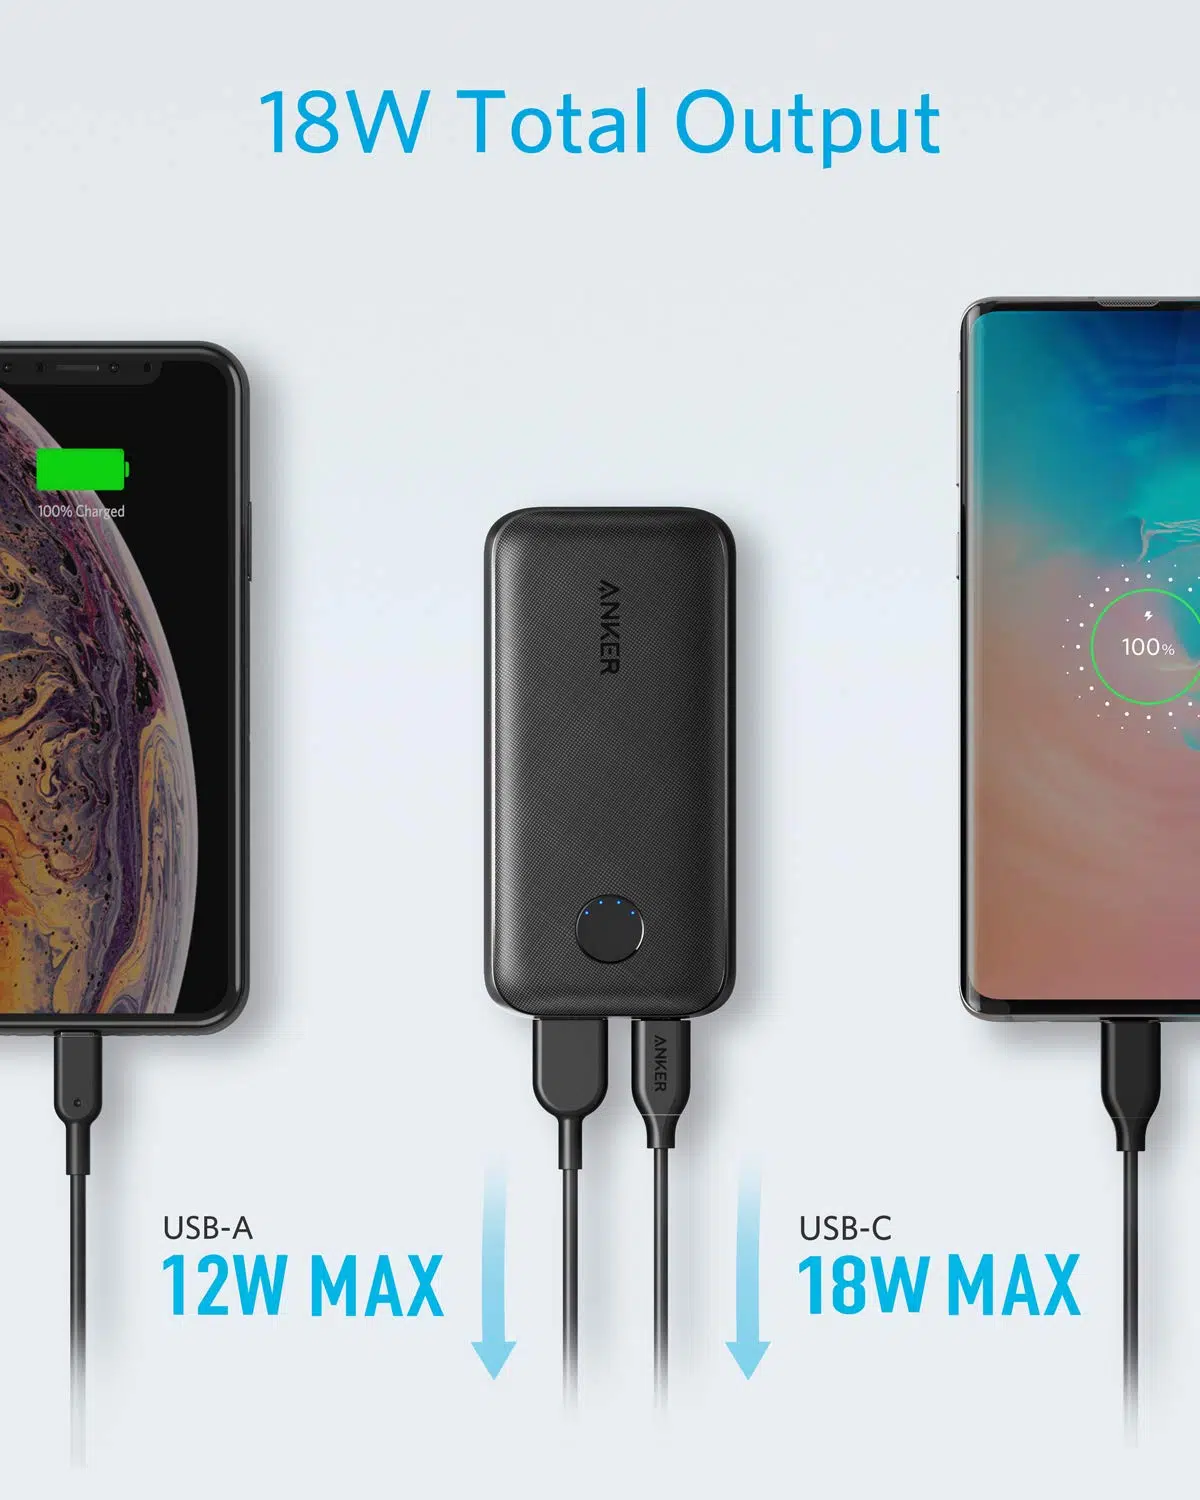 18W Total Output
100% Charged
ANKER
100%
ANKER
USB-A
12W MAX
USB-C
18W MAX